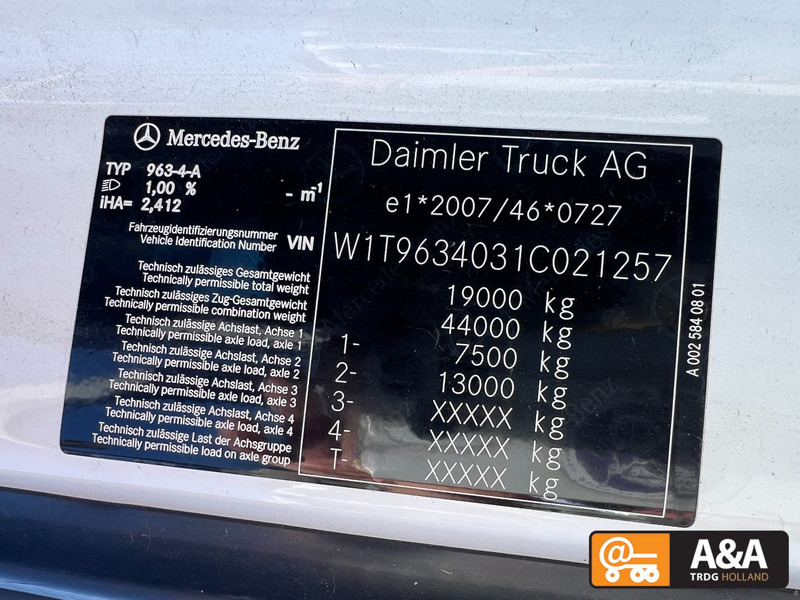 Mercedes-Benz
TYP 963-4-A
1,00 % - m-1
iHA= 2,412
Fahrzeugidentifizierungsnummer
Vehicle Identification Number VIN
Technisch zulässiges Gesamtgewicht
Technically permissible total weight
Technisch zulässiges Zug-Gesamtgewicht
Technically permissible combination weight
Technisch zulässige Achslast, Achse 1
Technically permissible axle load, axle 1
Technisch zulässige Achslast, Achse 2
Technically permissible axle load, axle 2
Technisch zulässige Achslast, Achse 3
Technically permissible axle load, axle 3
Technisch zulässige Achslast, Achse 4
Technically permissible axle load, axle 4
Technisch zulässige Last der Achsgruppe
Technically permissible load on axle group
Daimler Truck AG
e1*2007/46*0727
W1T9634031C021257
19000 kg
44000 kg
1- 7500 kg
2- 13000 kg
3- XXXXX kg
4- XXXXX kg
T- XXXXX kg
A 002 584 08 01
A&A
TRDG HOLLAND